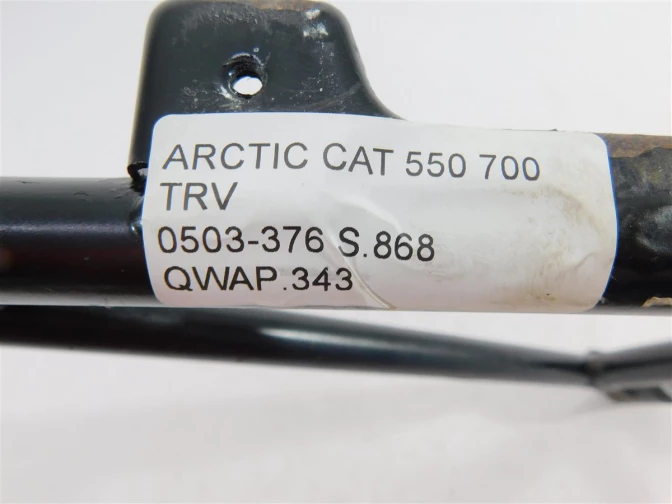 ARCTIC CAT 550 700
TRV
0503-376 S.868
QWAP.343